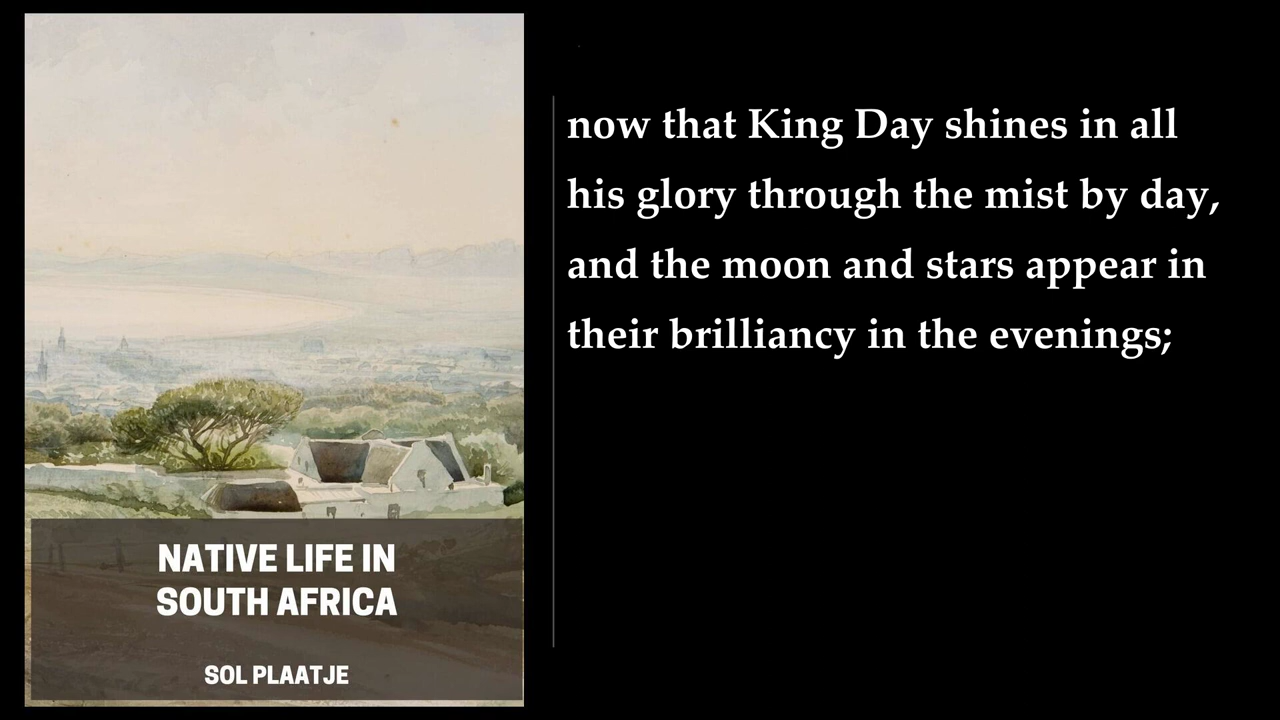 NATIVE LIFE IN
SOUTH AFRICA
SOL PLAATJE
now that King Day shines in all
his glory through the mist by day,
and the moon and stars appear in
their brilliancy in the evenings;